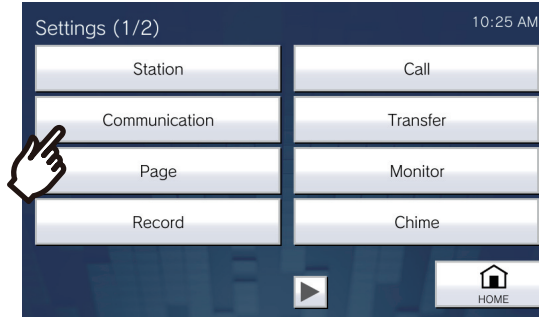 Settings (1/2) 10:25 AM
Station Call
Communication Transfer
Page Monitor
Record Chime
HOME